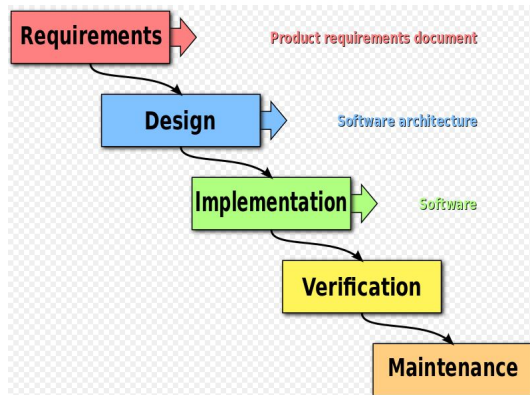 Requirements
Product requirements document
Design
Software architecture
Implementation
Software
Verification
Maintenance